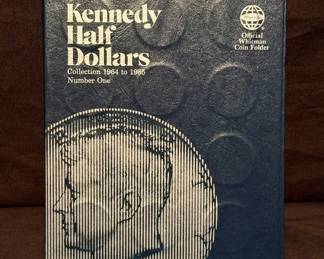 Kennedy
Half
Dollars
Collection 1964 to 1985
Number One
Official
Whitman
Coin Folder